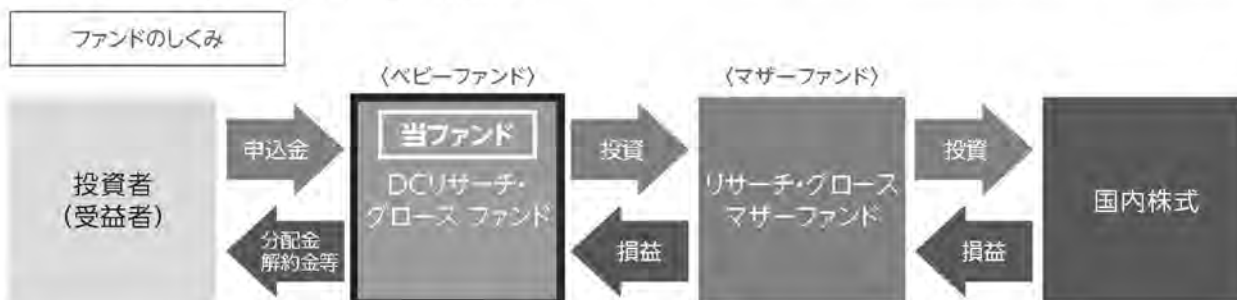 ファンドのしくみ
〈ベビーファンド〉
〈マザーファンド〉
投資者
(受益者)
申込金
分配金
解約金等
当ファンド
DCリサーチ・
グロース ファンド
投資
損益
リサーチ・グロース
マザーファンド
投資
損益
国内株式